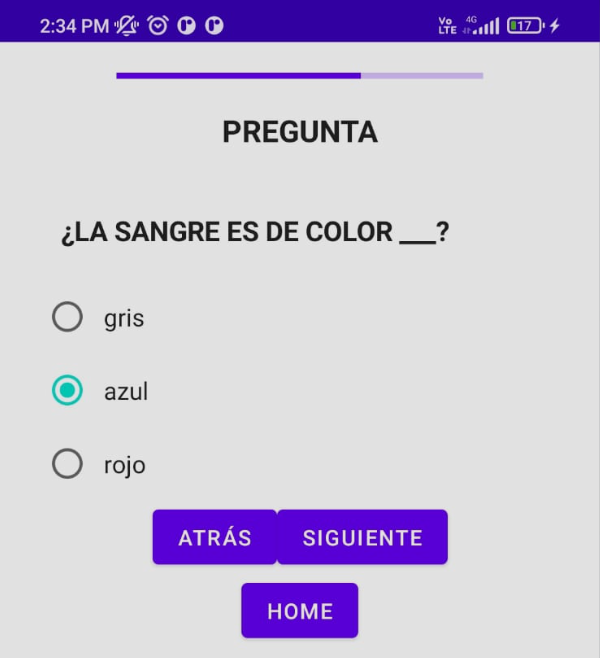 2:34 PM
Vo LTE 4G 17
PREGUNTA
¿LA SANGRE ES DE COLOR ___?
gris
azul
rojo
ATRÁS SIGUIENTE
HOME